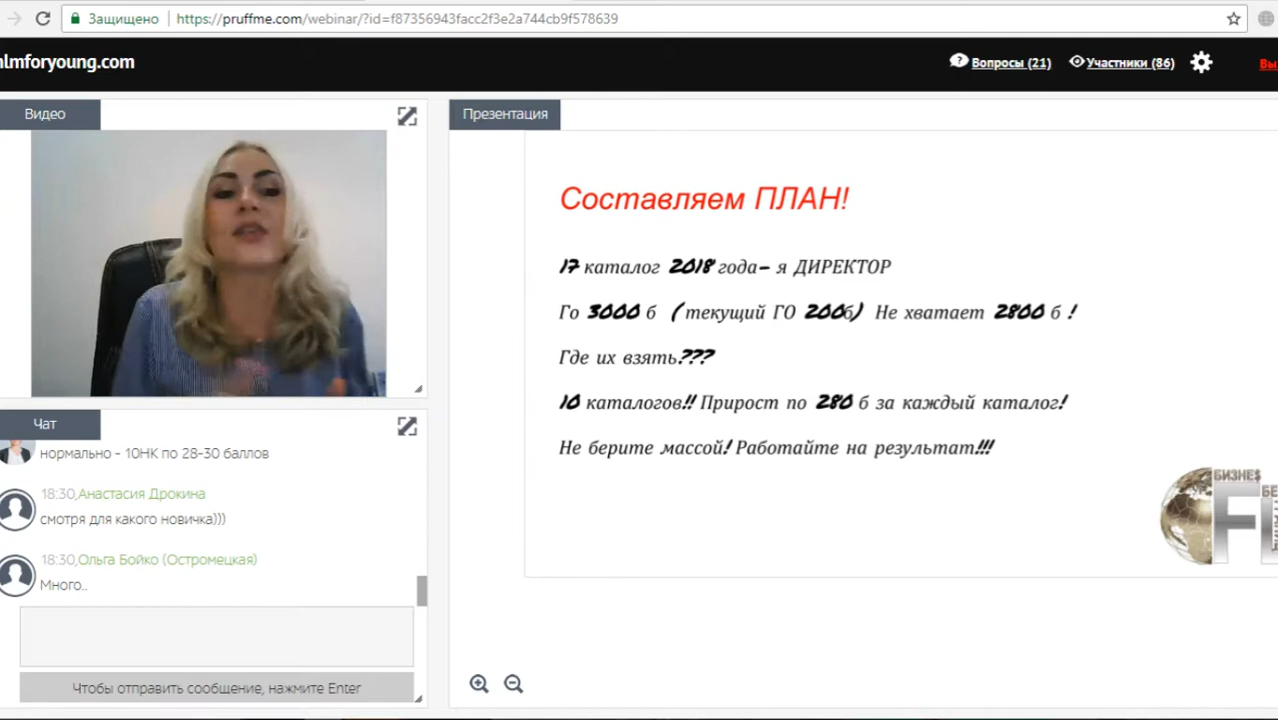 Защищено
https://pruffme.com/webinar/?id=f87356943facc2f3e2a744cb9f578639
mlmforyoung.com
Вопросы (21)
Участники (86)
Видео
Презентация
Составляем ПЛАН!
17 каталог 2018 года- я ДИРЕКТОР
Го 3000 б ( текущий ГО 200б) Не хватает 2800 б !
Где их взять???
10 каталогов!! Прирост по 280 б за каждый каталог!
Не берите массой! Работайте на результат!!!
БИЗНЕS
Чат
нормально - 10НК по 28-30 баллов
18:30,Анастасия Дрокина
смотря для какого новичка)))
18:30,Ольга Бойко (Остромецкая)
Много..
Чтобы отправить сообщение, нажмите Enter